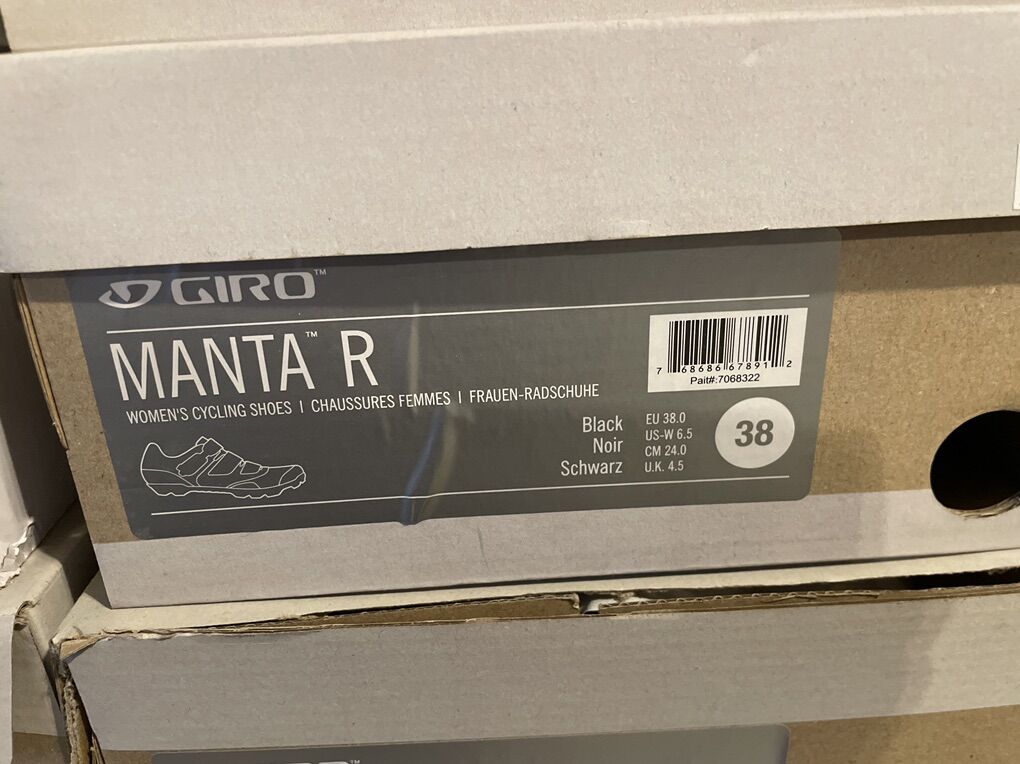 GIRO™
MANTA™ R
WOMEN'S CYCLING SHOES | CHAUSSURES FEMMES | FRAUEN-RADSCHUHE
7 68686 67891 2
Part#:7068322
Black
Noir
Schwarz
EU 38.0
US-W 6.5
CM 24.0
U.K. 4.5
38